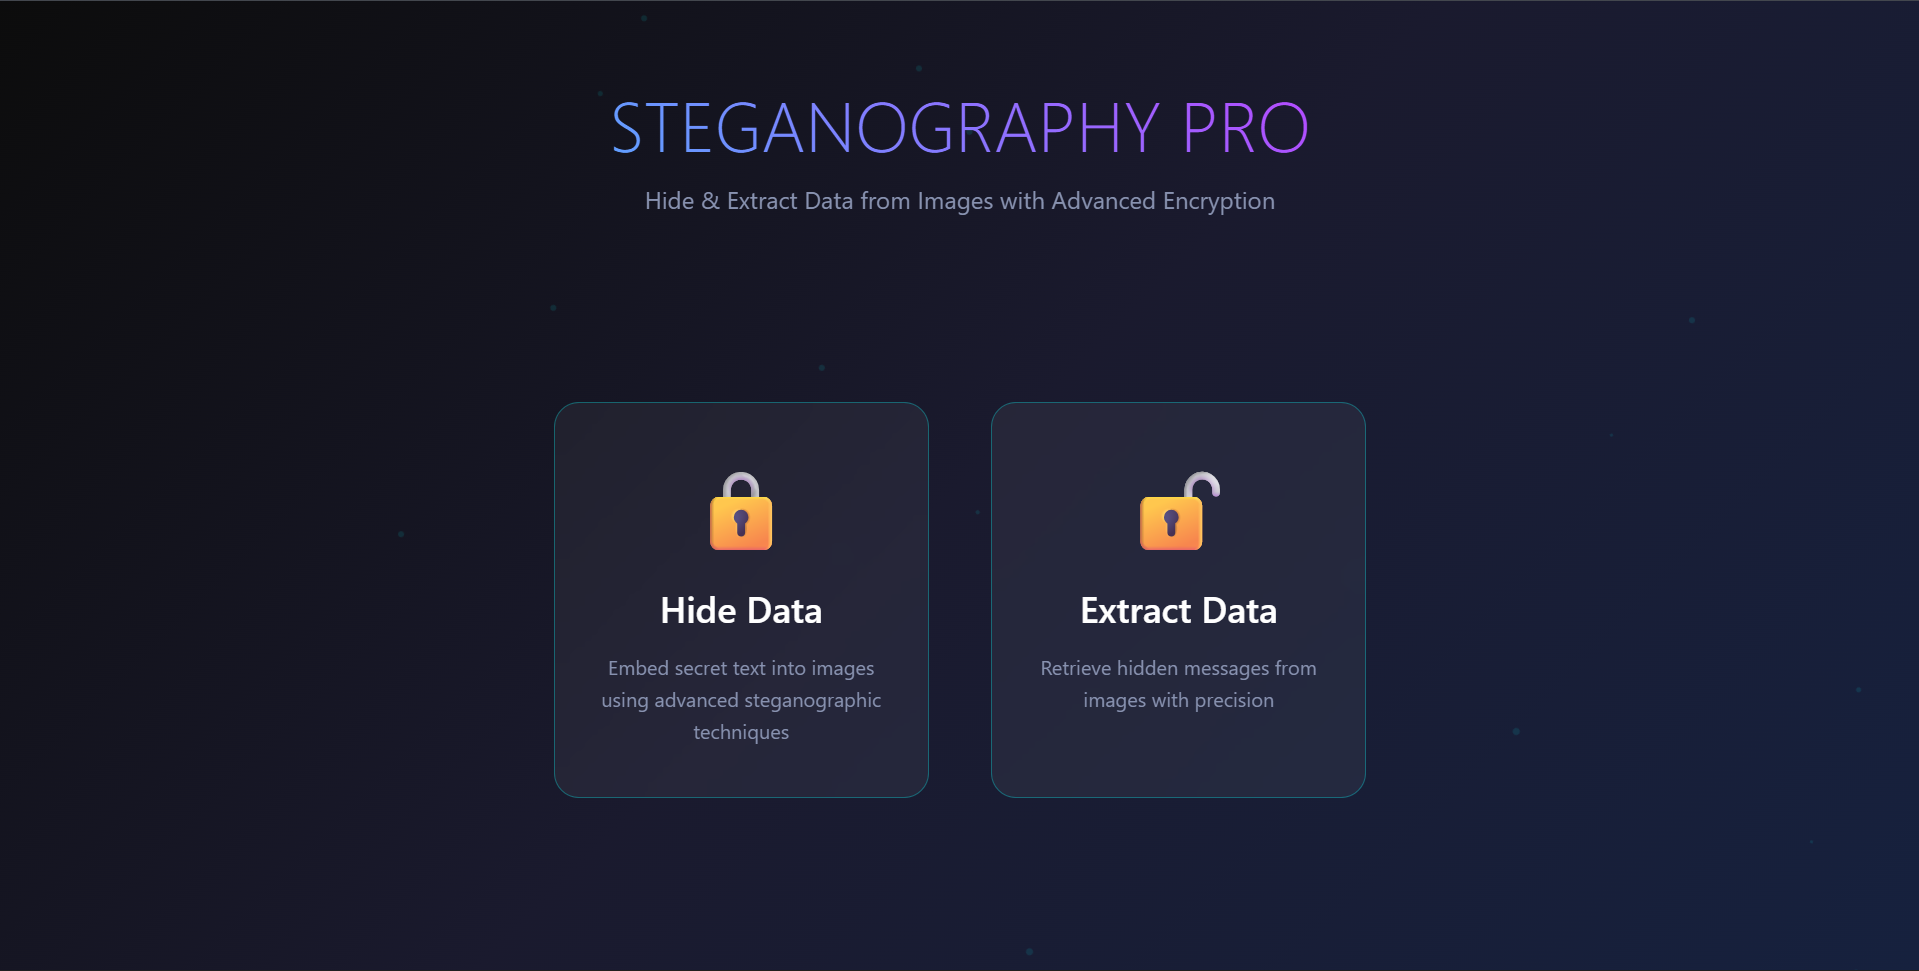 STEGANOGRAPHY PRO
Hide & Extract Data from Images with Advanced Encryption
Hide Data
Embed secret text into images
using advanced steganographic
techniques
Extract Data
Retrieve hidden messages from
images with precision